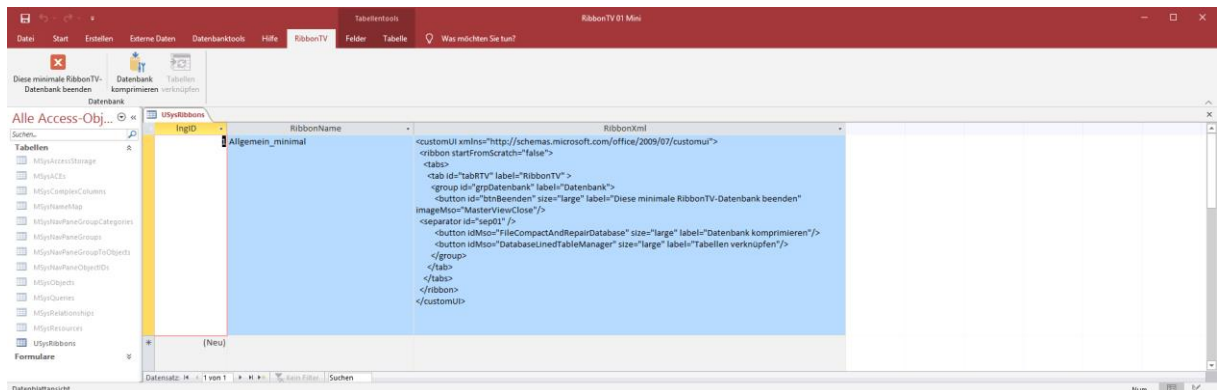 Tabellentools
RibbonTV 01 Mini
Datei Start Erstellen Externe Daten Datenbanktools Hilfe RibbonTV Felder Tabelle Was möchten Sie tun?
Diese minimale RibbonTV-
Datenbank beenden
Datenbank
komprimieren
Tabellen
verknüpfen
Datenbank
Alle Access-Obj...
Suchen...
Tabellen
MSysAccessStorage
MSysACEs
MSysComplexColumns
MSysNameMap
MSysNavPaneGroupCategories
MSysNavPaneGroups
MSysNavPaneGroupToObjects
MSysNavPaneObjectIDs
MSysObjects
MSysQueries
MSysRelationships
MSysResources
USysRibbons
Formulare
USysRibbons
lngID RibbonName RibbonXml
1 Allgemein_minimal
<customUI xmlns="http://schemas.microsoft.com/office/2009/07/customui">
<ribbon startFromScratch="false">
<tabs>
<tab id="tabRTV" label="RibbonTV" >
<group id="grpDatenbank" label="Datenbank">
<button id="btnBeenden" size="large" label="Diese minimale RibbonTV-Datenbank beenden"
imageMso="MasterViewClose"/>
<separator id="sep01" />
<button idMso="FileCompactAndRepairDatabase" size="large" label="Datenbank komprimieren"/>
<button idMso="DatabaseLinedTableManager" size="large" label="Tabellen verknüpfen"/>
</group>
</tab>
</tabs>
</ribbon>
</customUI>
(Neu)
Datensatz: 1 von 1 Kein Filter Suchen
Datenblattansicht
Num